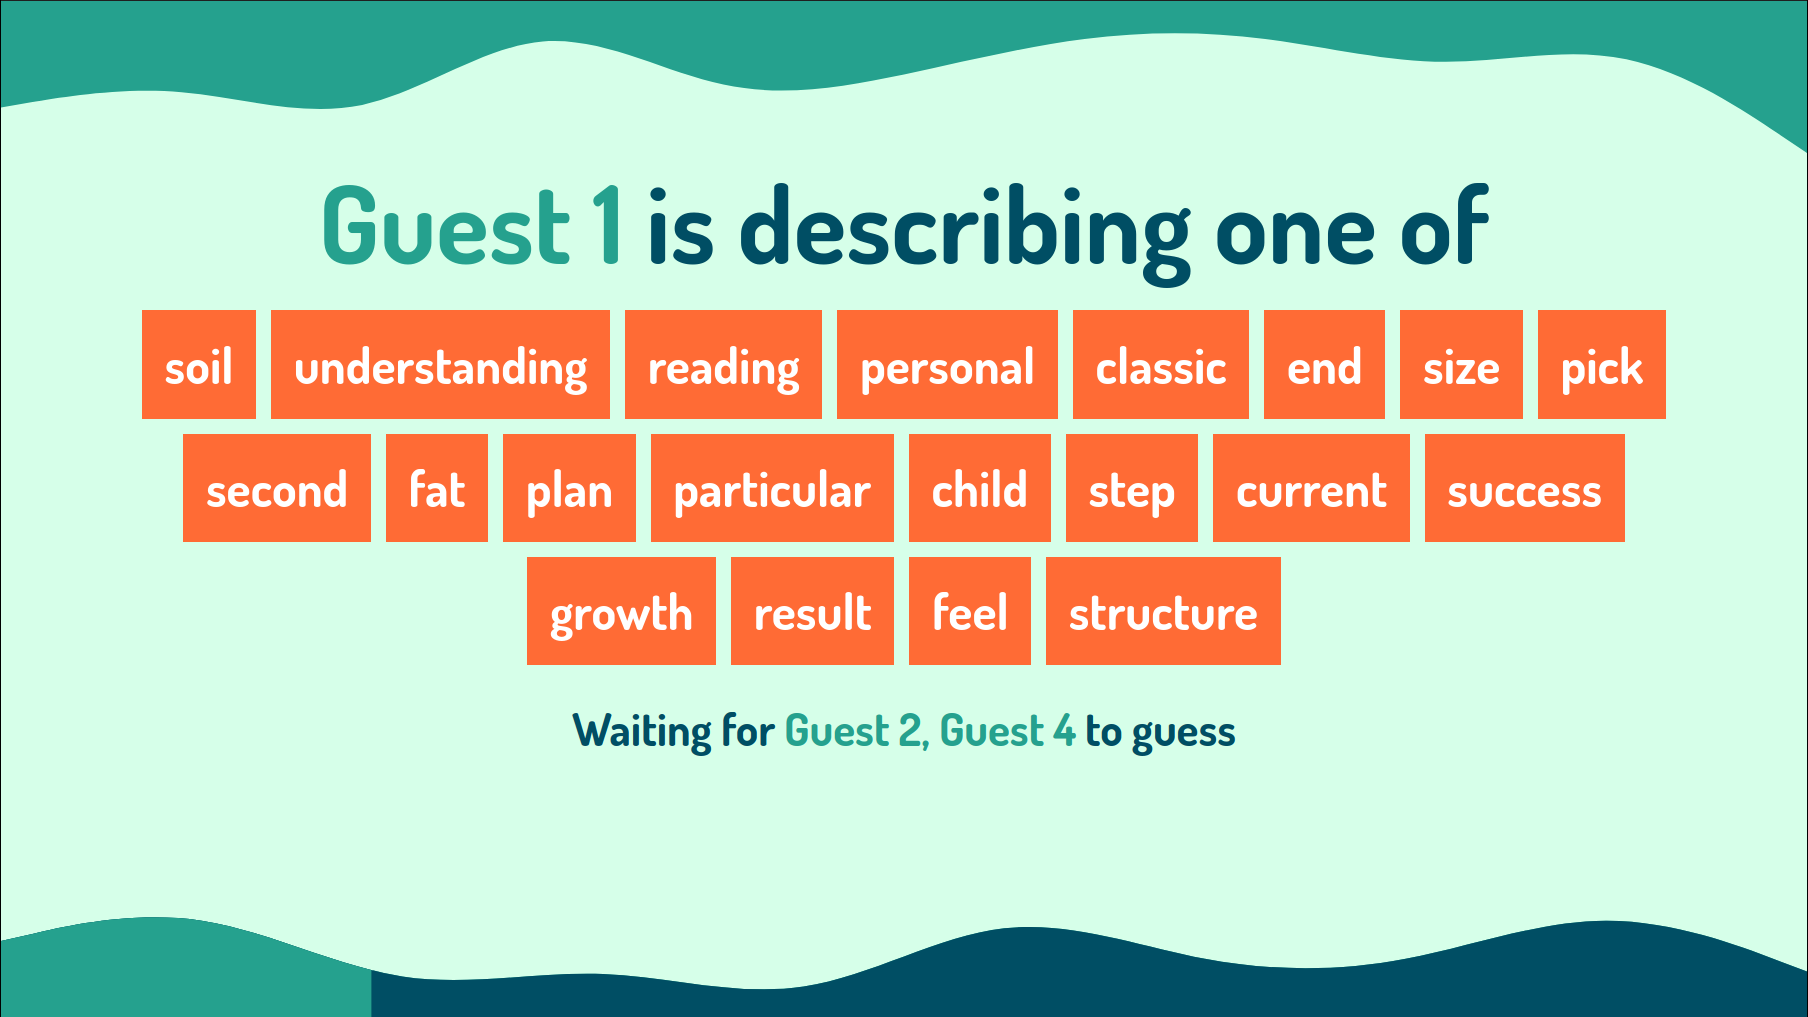 Guest 1 is describing one of
soil understanding reading personal classic end size pick
second fat plan particular child step current success
growth result feel structure
Waiting for Guest 2, Guest 4 to guess